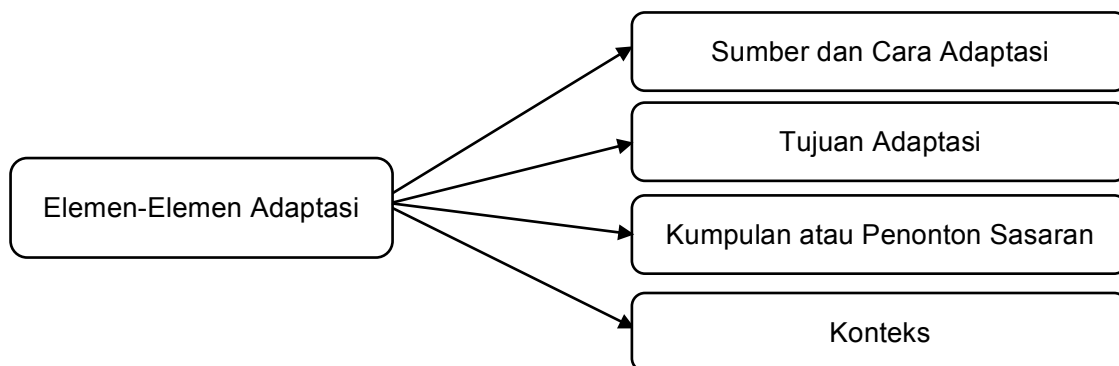 Elemen-Elemen Adaptasi
Sumber dan Cara Adaptasi
Tujuan Adaptasi
Kumpulan atau Penonton Sasaran
Konteks